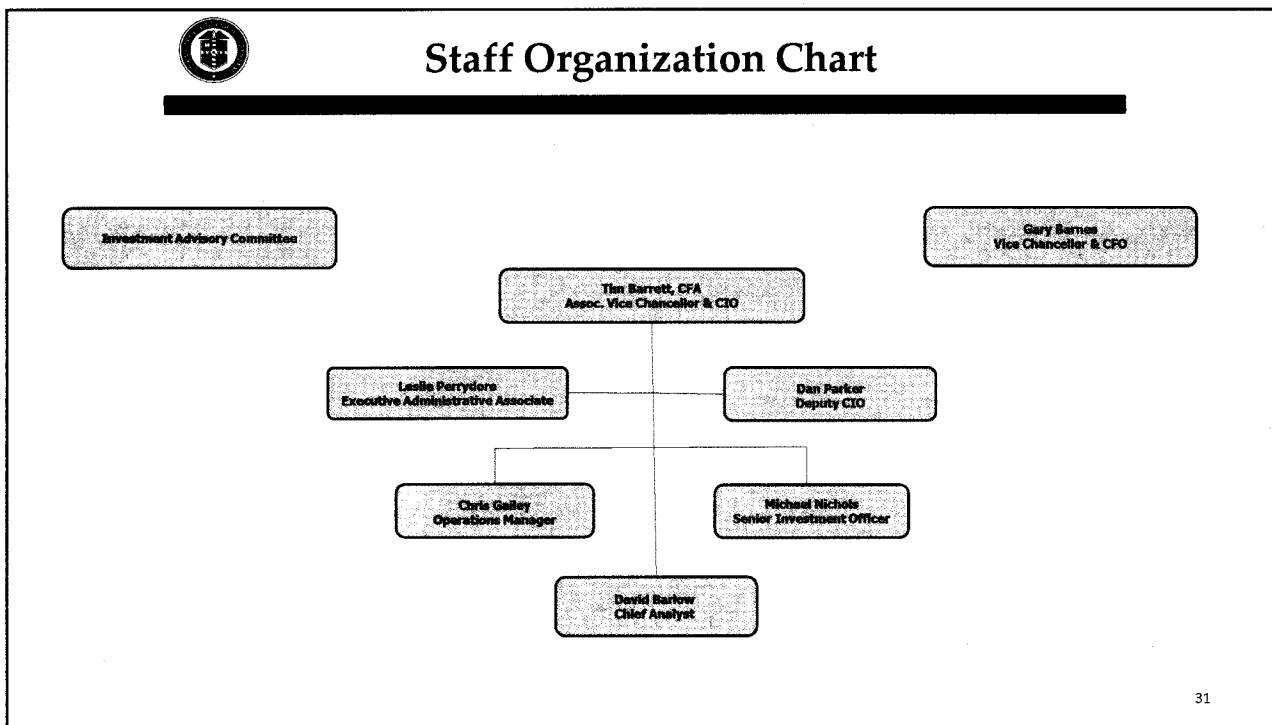 Staff Organization Chart
Investment Advisory Committee
Gary Barnes
Vice Chancellor & CFO
Tim Barrett, CFA
Assoc. Vice Chancellor & CIO
Leslie Perrydore
Executive Administrative Associate
Dan Parker
Deputy CIO
Chris Gailey
Operations Manager
Michael Nichols
Senior Investment Officer
David Barlow
Chief Analyst
31